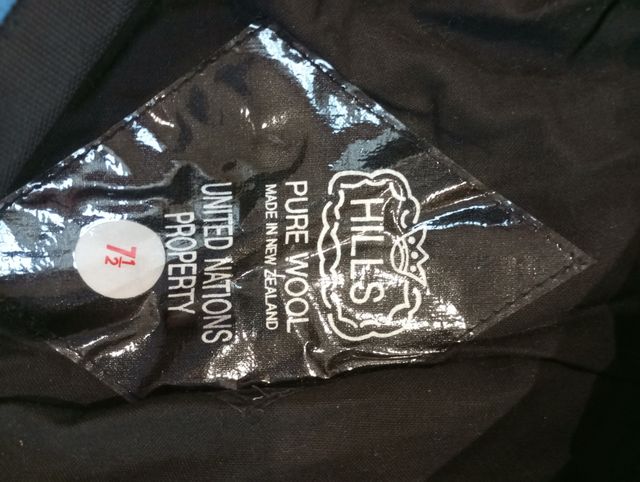 HILLS
PURE WOOL
MADE IN NEW ZEALAND
UNITED NATIONS
PROPERTY
7½